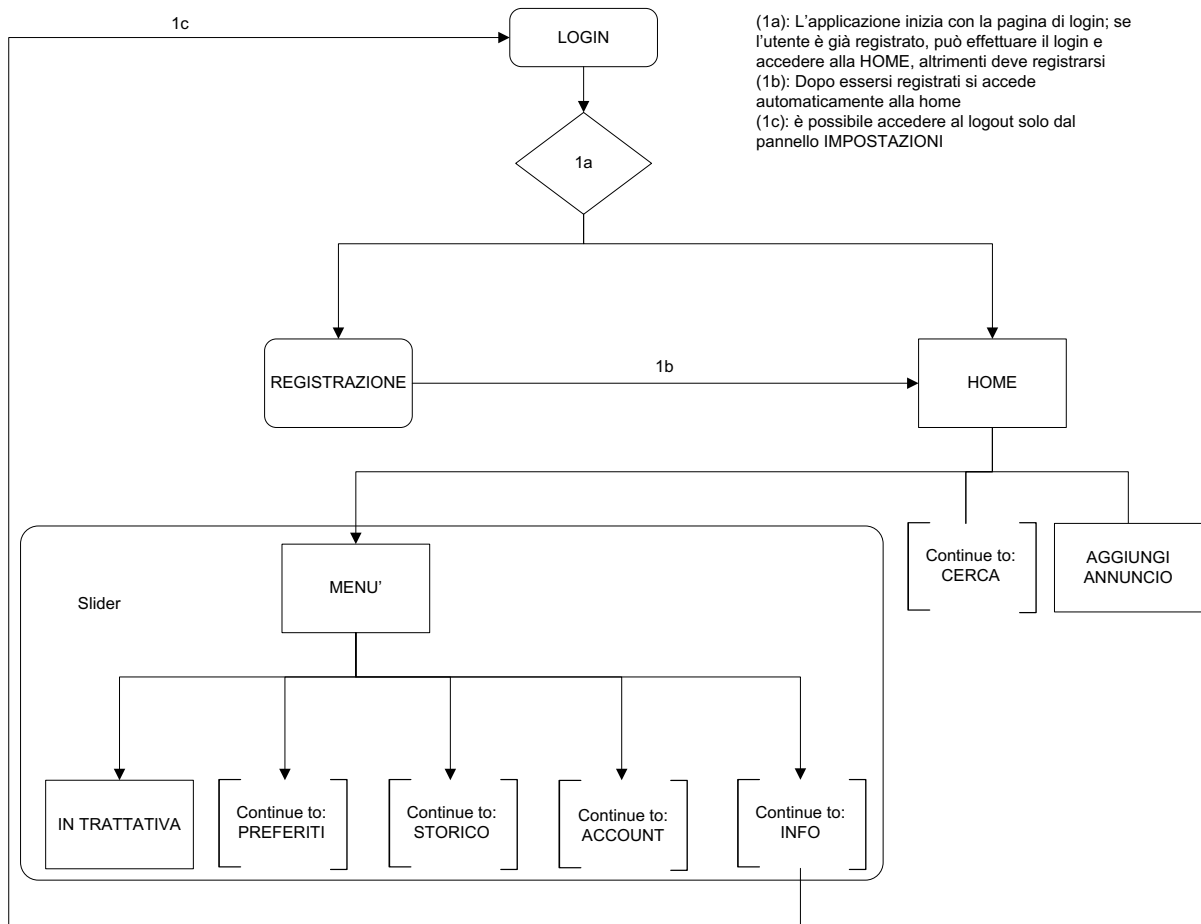 1c
LOGIN
(1a): L'applicazione inizia con la pagina di login; se
l'utente è già registrato, può effettuare il login e
accedere alla HOME, altrimenti deve registrarsi
(1b): Dopo essersi registrati si accede
automaticamente alla home
(1c): è possibile accedere al logout solo dal
pannello IMPOSTAZIONI
1a
REGISTRAZIONE
1b
HOME
Slider
MENU'
Continue to:
CERCA
AGGIUNGI
ANNUNCIO
IN TRATTATIVA
Continue to:
PREFERITI
Continue to:
STORICO
Continue to:
ACCOUNT
Continue to:
INFO